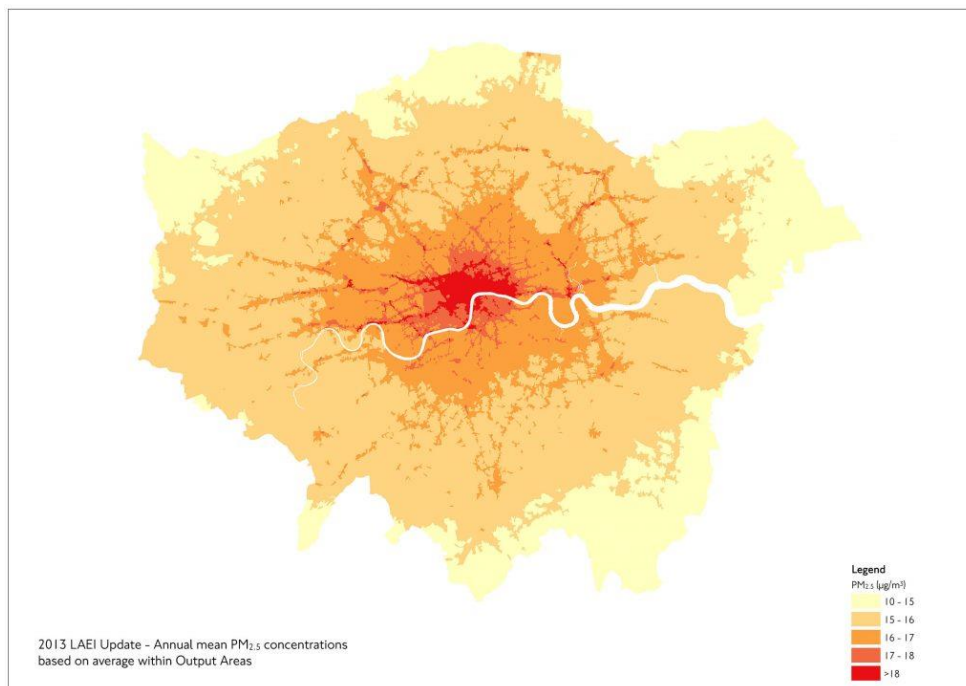 Legend
PM2.5 (µg/m³)
10 - 15
15 - 16
16 - 17
17 - 18
>18
2013 LAEI Update - Annual mean PM2.5 concentrations
based on average within Output Areas